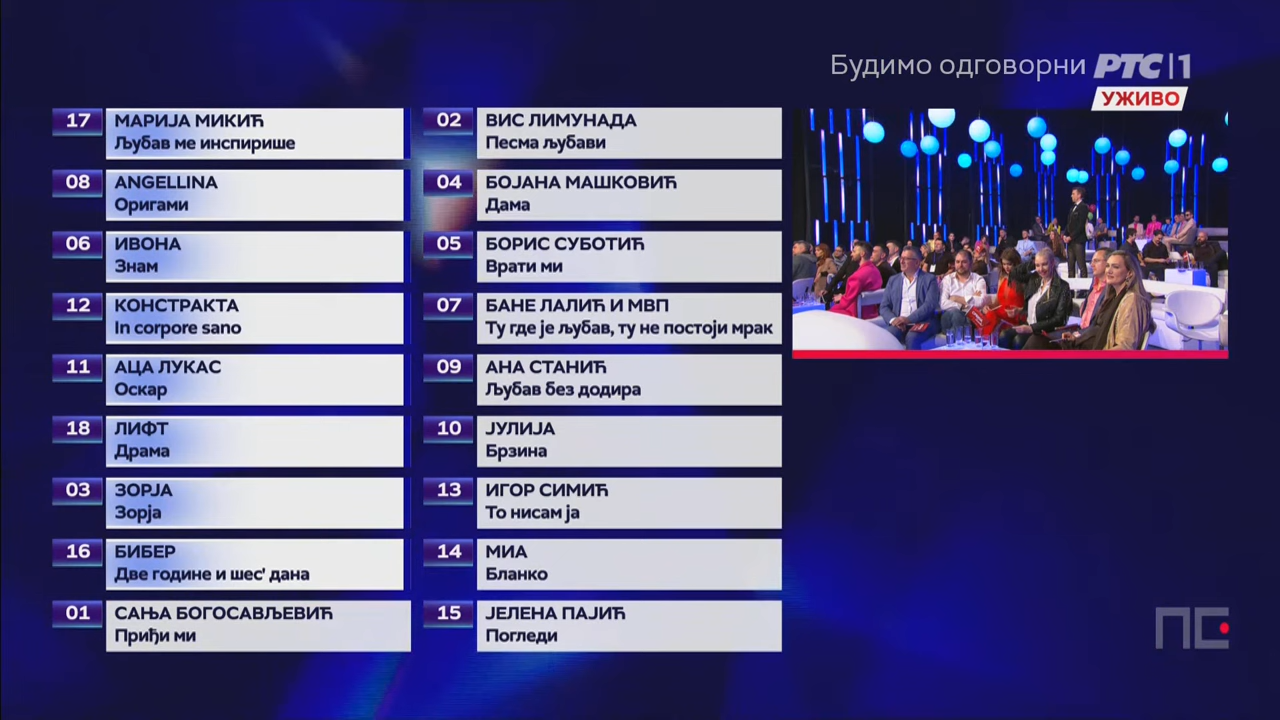 Будимо одговорни РТС|1
УЖИВО
17 МАРИЈА МИКИЋ
Љубав ме инспирише
08 ANGELLINA
Оригами
06 ИВОНА
Знам
12 КОНСТРАКТА
In corpore sano
11 АЦА ЛУКАС
Оскар
18 ЛИФТ
Драма
03 ЗОРЈА
Зорја
16 БИБЕР
Две године и шес' дана
01 САЊА БОГОСАВЉЕВИЋ
Приђи ми
02 ВИС ЛИМУНАДА
Песма љубави
04 БОЈАНА МАШКОВИЋ
Дама
05 БОРИС СУБОТИЋ
Врати ми
07 БАНЕ ЛАЛИЋ И МВП
Ту где је љубав, ту не постоји мрак
09 АНА СТАНИЋ
Љубав без додира
10 ЈУЛИЈА
Брзина
13 ИГОР СИМИЋ
То нисам ја
14 МИА
Бланко
15 ЈЕЛЕНА ПАЈИЋ
Погледи
ПС